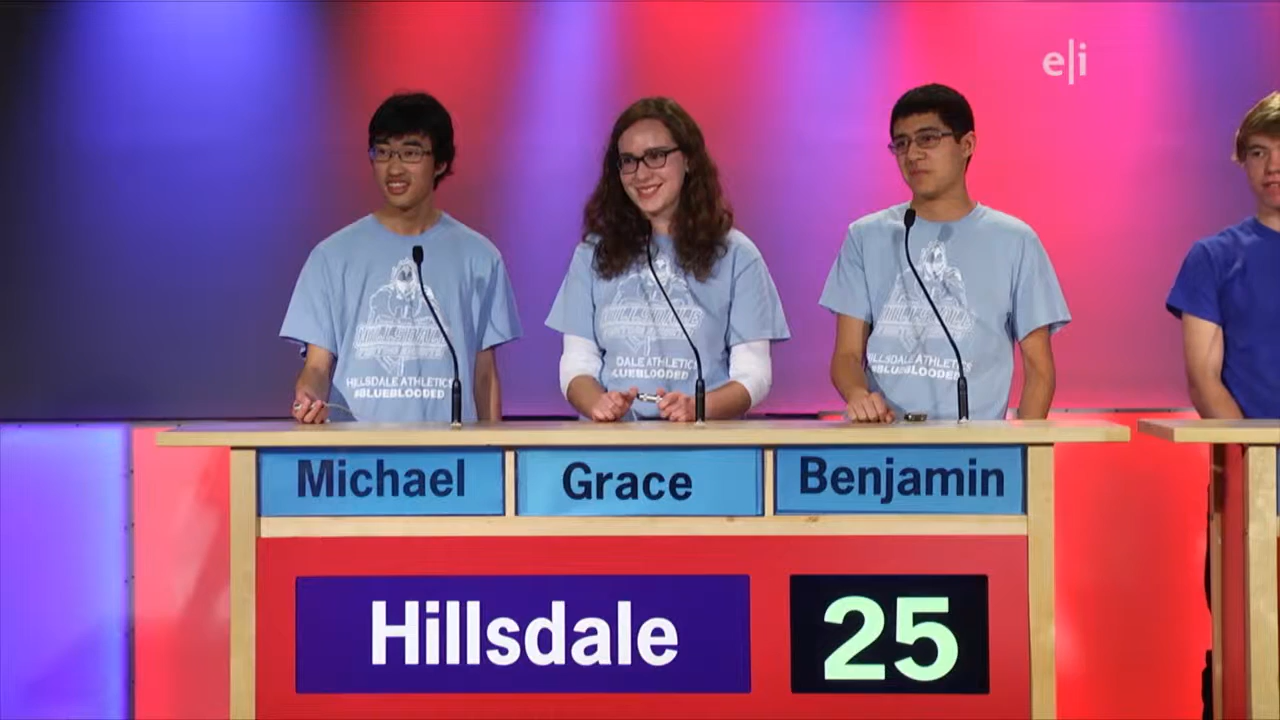 e|i
HILLSDALE ATHLETICS
#BLUEBLOODED
DALE ATHLETICS
BLUEBLOODED
HILLSDALE ATHLETICS
#BLUEBLOODED
Michael
Grace
Benjamin
Hillsdale
25